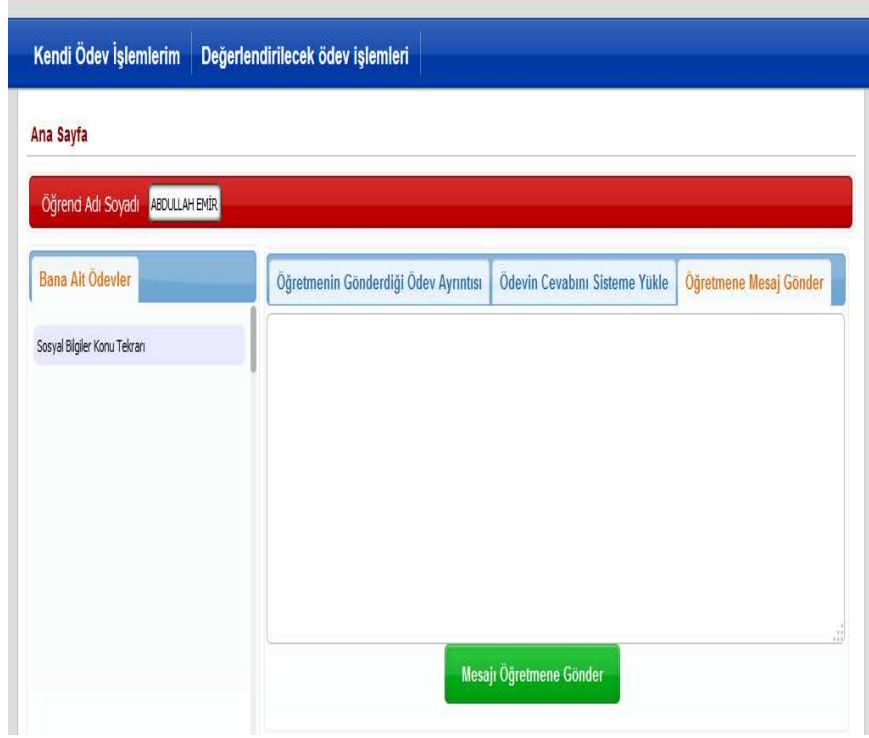 Kendi Ödev İşlemlerim Değerlendirilecek ödev işlemleri
Ana Sayfa
Öğrenci Adı Soyadı ABDULLAH EMİR
Bana Ait Ödevler
Sosyal Bilgiler Konu Tekrarı
Öğretmenin Gönderdiği Ödev Ayrıntısı Ödevin Cevabını Sisteme Yükle Öğretmene Mesaj Gönder
Mesajı Öğretmene Gönder